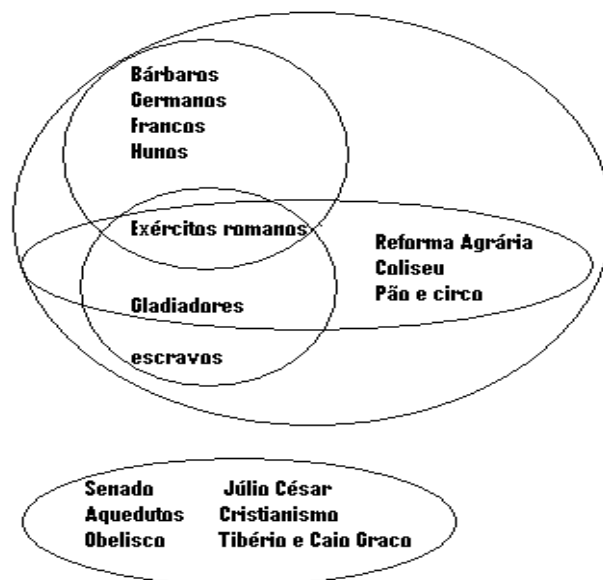 Bárbaros
Germanos
Francos
Hunos
Exércitos romanos
Reforma Agrária
Coliseu
Pão e circo
Gladiadores
escravos
Senado Júlio César
Aquedutos Cristianismo
Obelisco Tibério e Caio Graco